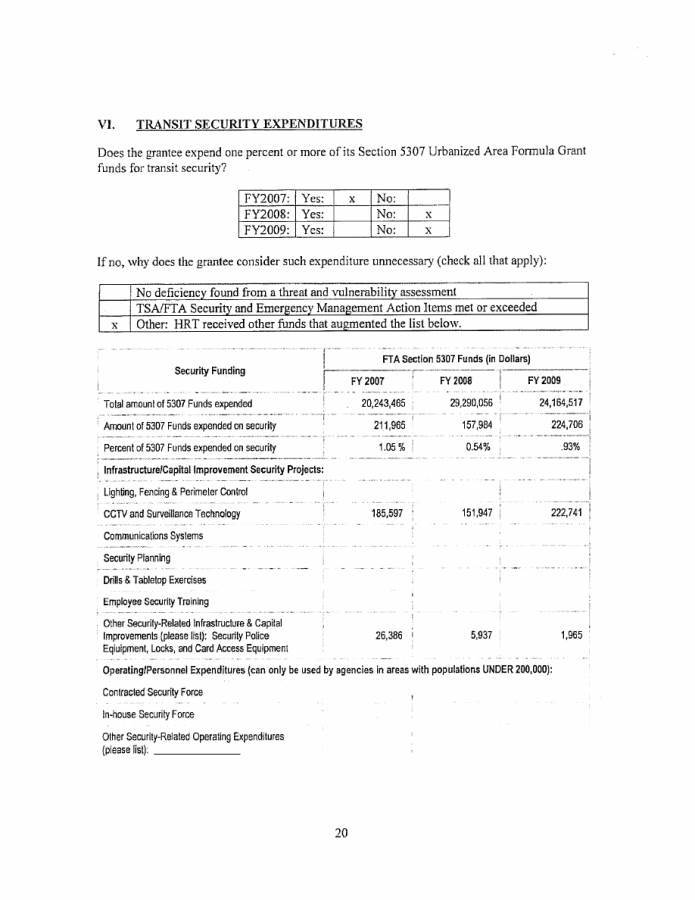 VI. TRANSIT SECURITY EXPENDITURES
Does the grantee expend one percent or more of its Section 5307 Urbanized Area Formula Grant
funds for transit security?
FY2007: Yes: x No:
FY2008: Yes: No: x
FY2009: Yes: No: x
If no, why does the grantee consider such expenditure unnecessary (check all that apply):
No deficiency found from a threat and vulnerability assessment
TSA/FTA Security and Emergency Management Action Items met or exceeded
x Other: HRT received other funds that augmented the list below.
Security Funding
FTA Section 5307 Funds (in Dollars)
FY 2007 FY 2008 FY 2009
Total amount of 5307 Funds expended 20,243,465 29,290,056 24,164,517
Amount of 5307 Funds expended on security 211,965 157,984 224,706
Percent of 5307 Funds expended on security 1.05 % 0.54% .93%
Infrastructure/Capital Improvement Security Projects:
Lighting, Fencing & Perimeter Control
CCTV and Surveillance Technology 185,597 151,947 222,741
Communications Systems
Security Planning
Drills & Tabletop Exercises
Employee Security Training
Other Security-Related Infrastructure & Capital
Improvements (please list): Security Police
Equipment, Locks, and Card Access Equipment 26,386 5,937 1,965
Operating/Personnel Expenditures (can only be used by agencies in areas with populations UNDER 200,000):
Contracted Security Force
In-house Security Force
Other Security-Related Operating Expenditures
(please list):
20